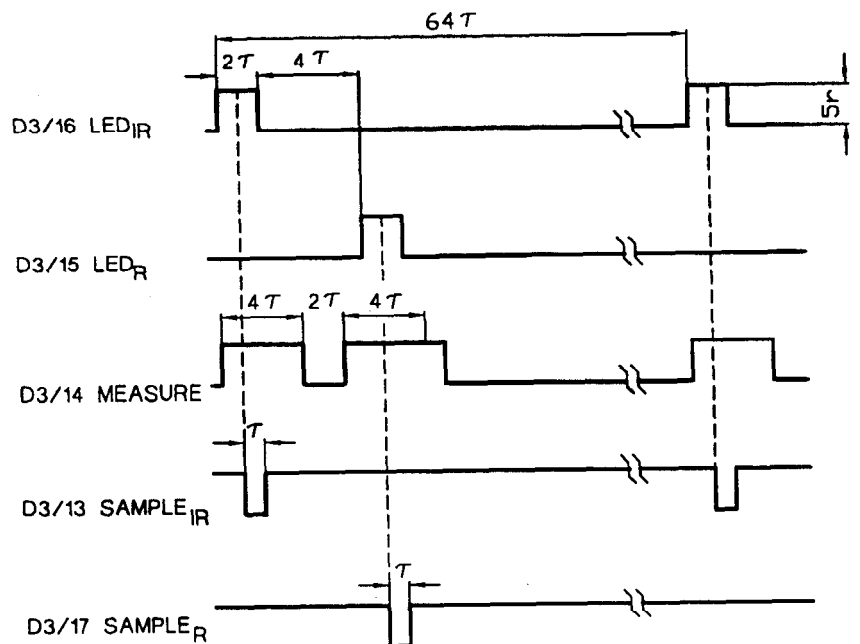 64τ
2τ 4τ
D3/16 LEDIR
5r
D3/15 LEDR
4τ 2τ 4τ
D3/14 MEASURE
τ
D3/13 SAMPLEIR
τ
D3/17 SAMPLER